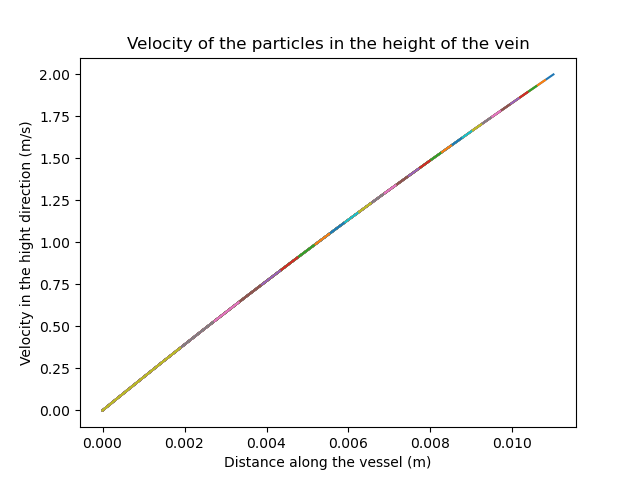 Velocity of the particles in the height of the vein
2.00
1.75
1.50
1.25
1.00
0.75
0.50
0.25
0.00
Velocity in the hight direction (m/s)
0.000 0.002 0.004 0.006 0.008 0.010
Distance along the vessel (m)